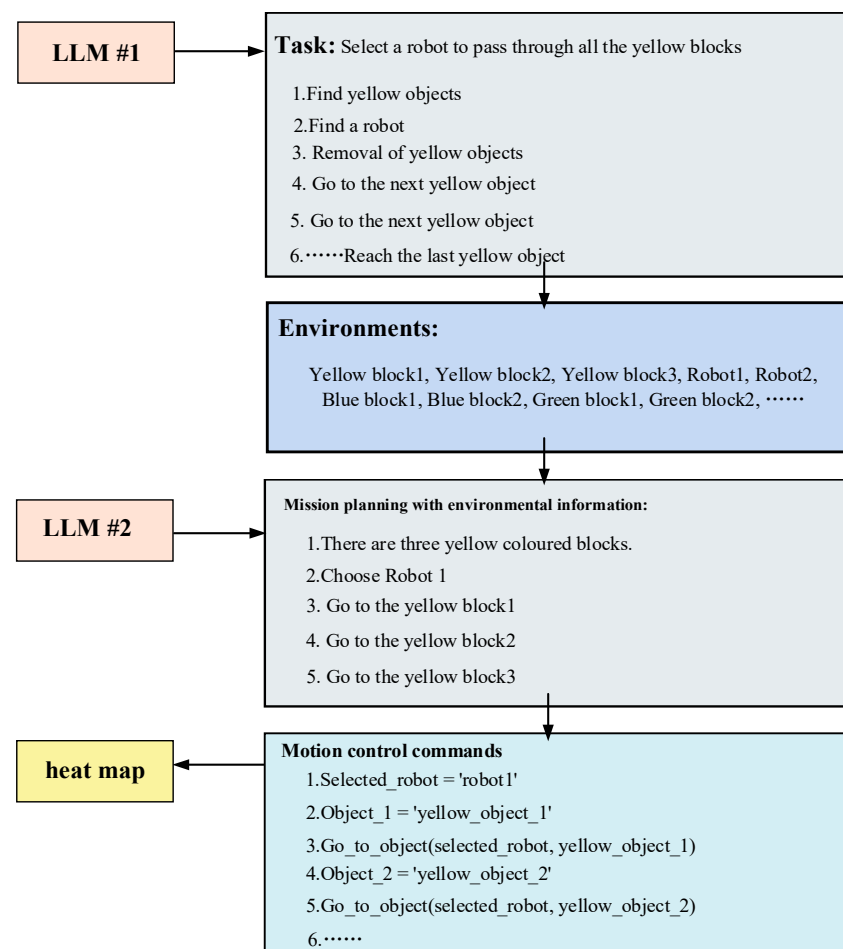 LLM #1
Task: Select a robot to pass through all the yellow blocks
1.Find yellow objects
2.Find a robot
3. Removal of yellow objects
4. Go to the next yellow object
5. Go to the next yellow object
6.······Reach the last yellow object
Environments:
Yellow block1, Yellow block2, Yellow block3, Robot1, Robot2,
Blue block1, Blue block2, Green block1, Green block2, ······
LLM #2
Mission planning with environmental information:
1.There are three yellow coloured blocks.
2.Choose Robot 1
3. Go to the yellow block1
4. Go to the yellow block2
5. Go to the yellow block3
heat map
Motion control commands
1.Selected_robot = 'robot1'
2.Object_1 = 'yellow_object_1'
3.Go_to_object(selected_robot, yellow_object_1)
4.Object_2 = 'yellow_object_2'
5.Go_to_object(selected_robot, yellow_object_2)
6.······